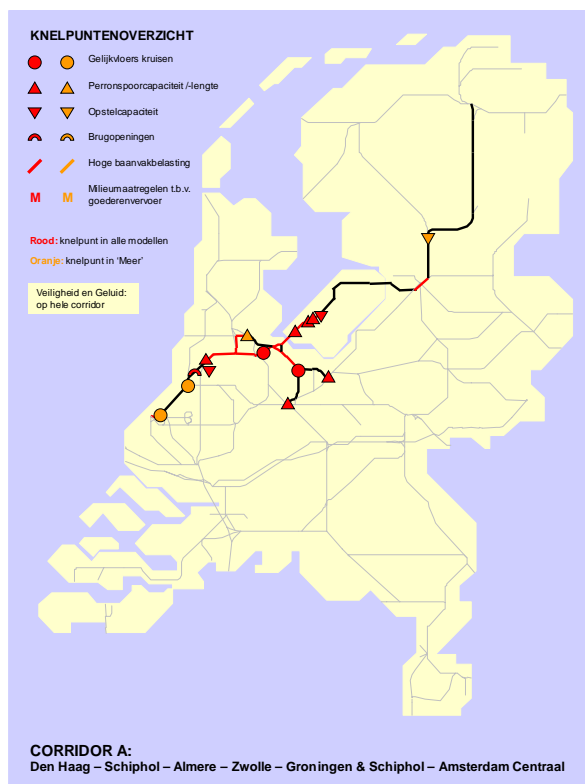 KNELPUNTENOVERZICHT
Gelijkvloers kruisen
Perronspoorcapaciteit /-lengte
Opstelcapaciteit
Brugopeningen
Hoge baanvakbelasting
M M Milieumaatregelen t.b.v.
goederenvervoer
Rood: knelpunt in alle modellen
Oranje: knelpunt in ‘Meer’
Veiligheid en Geluid:
op hele corridor
CORRIDOR A:
Den Haag – Schiphol – Almere – Zwolle – Groningen & Schiphol – Amsterdam Centraal